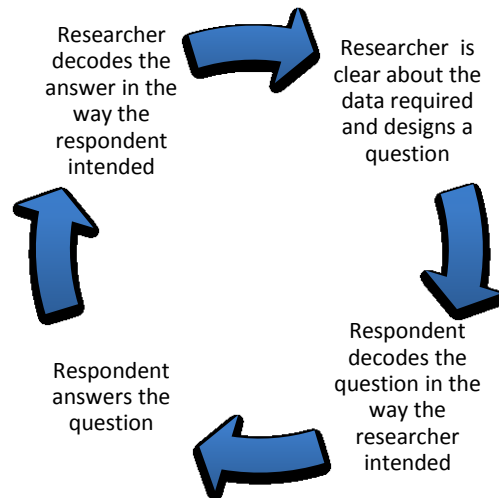 Researcher
decodes the
answer in the
way the
respondent
intended
Researcher is
clear about the
data required
and designs a
question
Respondent
decodes the
question in the
way the
researcher
intended
Respondent
answers the
question